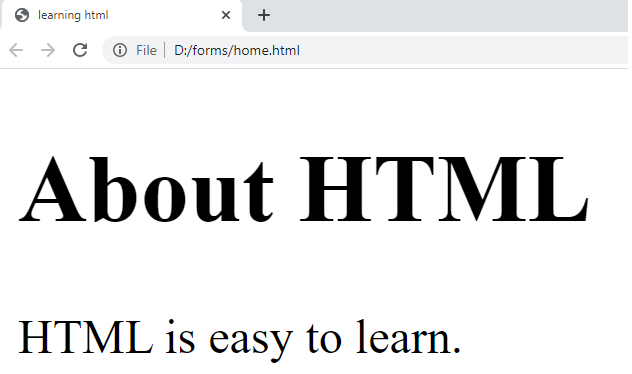 learning html
File D:/forms/home.html
About HTML
HTML is easy to learn.